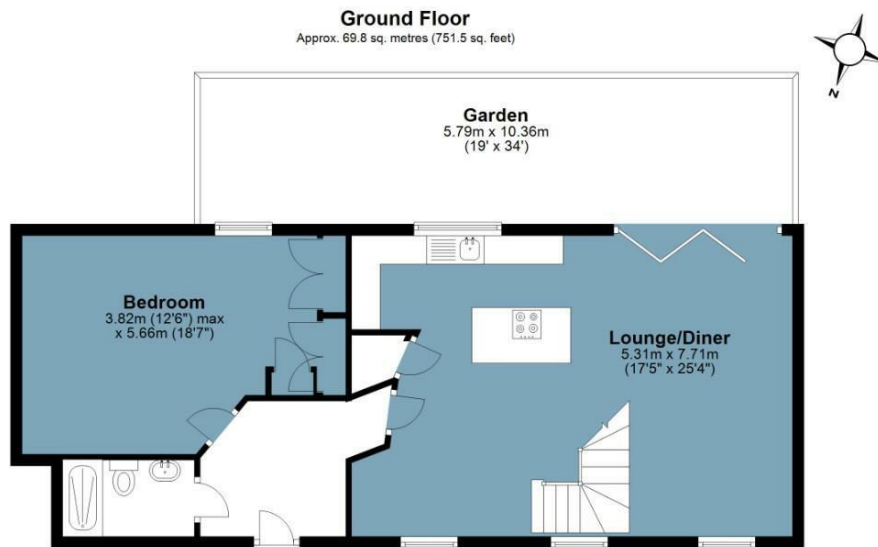 Ground Floor
Approx. 69.8 sq. metres (751.5 sq. feet)
N
Garden
5.79m x 10.36m
(19' x 34')
Bedroom
3.82m (12'6") max
x 5.66m (18'7")
Lounge/Diner
5.31m x 7.71m
(17'5" x 25'4")